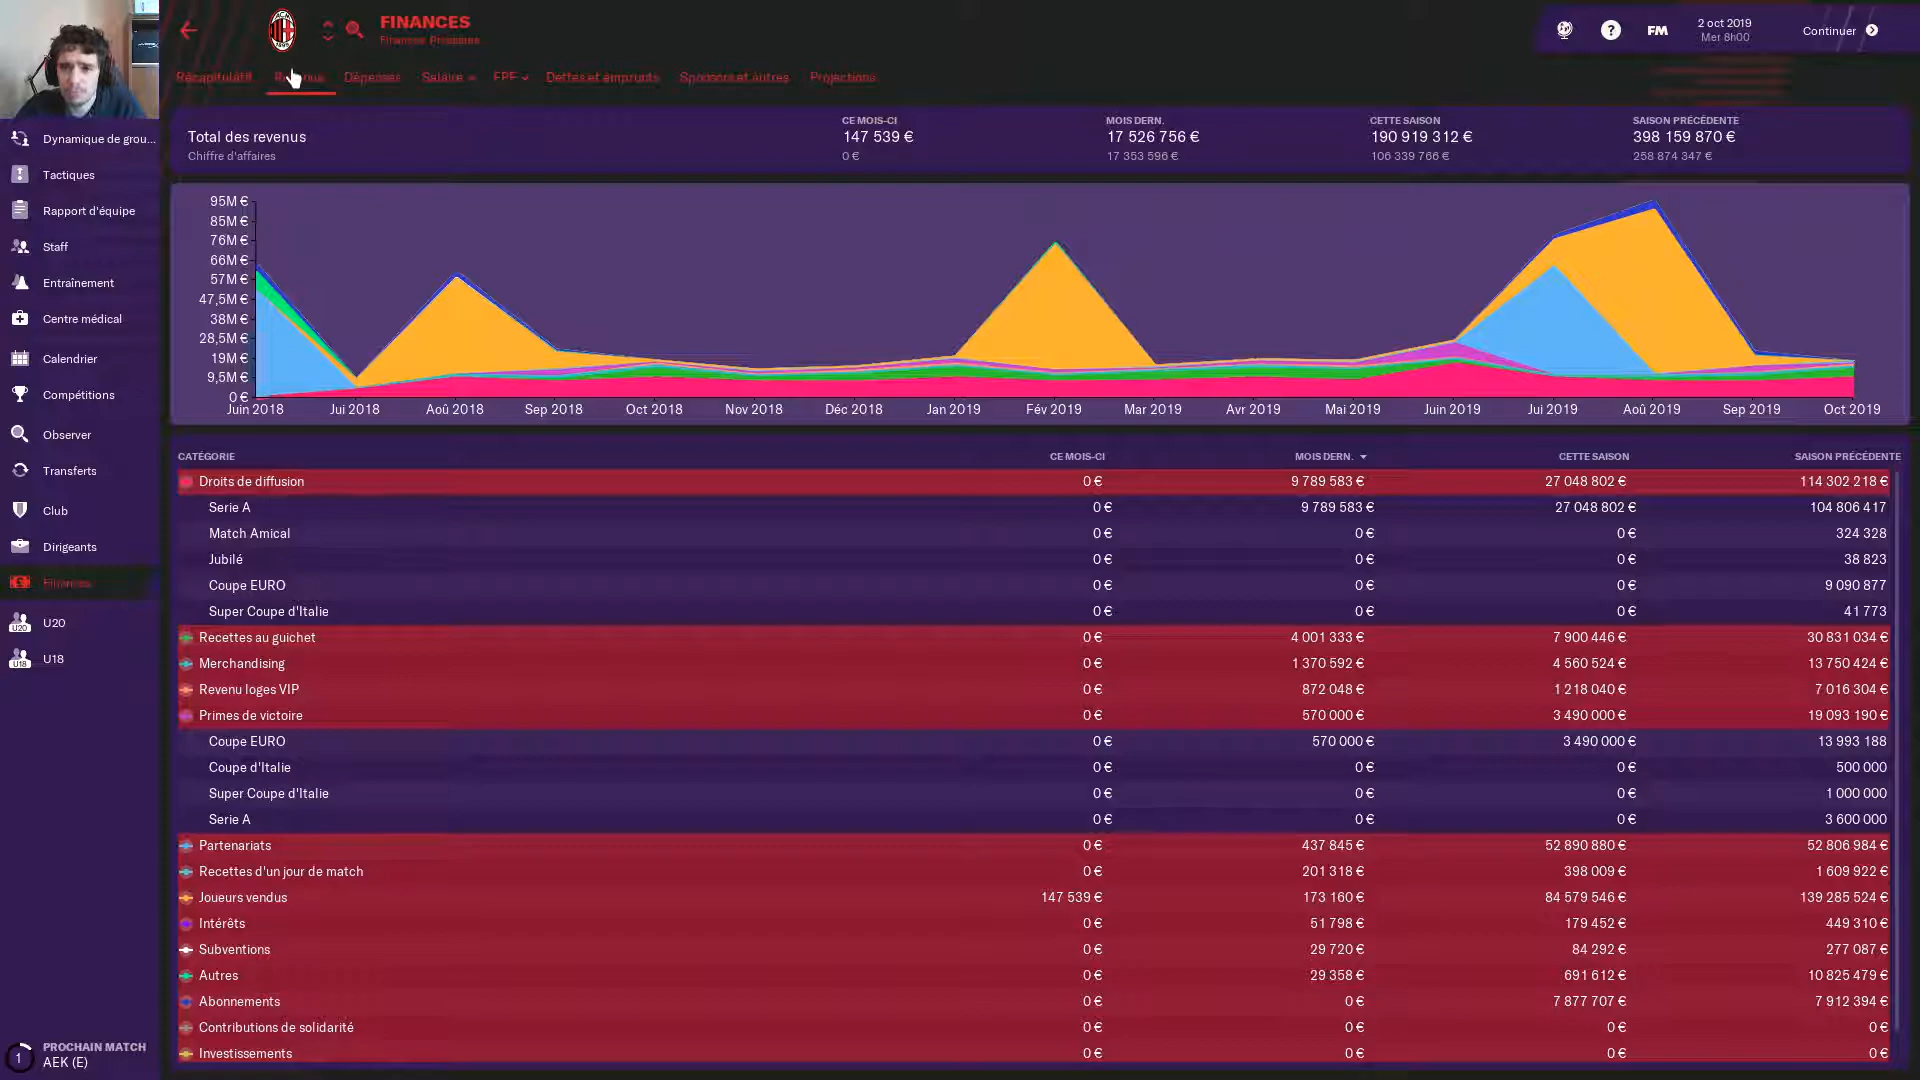 FINANCES
Finances Premières
2 oct 2019
Mer 8h00
Continuer
FM
Récapitulatif Revenus Dépenses Salaire FPF Dettes et emprunts Sponsors et autres Projections
Total des revenus
Chiffre d'affaires
CE MOIS-CI MOIS DERN. CETTE SAISON SAISON PRÉCÉDENTE
147 539 € 17 526 756 € 190 919 312 € 398 159 870 €
0 € 17 353 596 € 106 339 766 € 258 874 347 €
Dynamique de grou...
Tactiques
Rapport d'équipe
Staff
Entraînement
Centre médical
Calendrier
Compétitions
Observer
Transferts
Club
Dirigeants
Finances
U20 U20
U18 U18
1 PROCHAIN MATCH
AEK (E)
95M €
85M €
76M €
66M €
57M €
47,5M €
38M €
28,5M €
19M €
9,5M €
0 €
Juin 2018 Jui 2018 Aoû 2018 Sep 2018 Oct 2018 Nov 2018 Déc 2018 Jan 2019 Fév 2019 Mar 2019 Avr 2019 Mai 2019 Juin 2019 Jui 2019 Aoû 2019 Sep 2019 Oct 2019
CATÉGORIE CE MOIS-CI MOIS DERN. CETTE SAISON SAISON PRÉCÉDENTE
Droits de diffusion 0 € 9 789 583 € 27 048 802 € 114 302 218 €
Serie A 0 € 9 789 583 € 27 048 802 € 104 806 417
Match Amical 0 € 0 € 0 € 324 328
Jubilé 0 € 0 € 0 € 38 823
Coupe EURO 0 € 0 € 0 € 9 090 877
Super Coupe d'Italie 0 € 0 € 0 € 41 773
Recettes au guichet 0 € 4 001 333 € 7 900 446 € 30 831 034 €
Merchandising 0 € 1 370 592 € 4 560 524 € 13 750 424 €
Revenu loges VIP 0 € 872 048 € 1 218 040 € 7 016 304 €
Primes de victoire 0 € 570 000 € 3 490 000 € 19 093 190 €
Coupe EURO 0 € 570 000 € 3 490 000 € 13 993 188
Coupe d'Italie 0 € 0 € 0 € 500 000
Super Coupe d'Italie 0 € 0 € 0 € 1 000 000
Serie A 0 € 0 € 0 € 3 600 000
Partenariats 0 € 437 845 € 52 890 880 € 52 806 984 €
Recettes d'un jour de match 0 € 201 318 € 398 009 € 1 609 922 €
Joueurs vendus 147 539 € 173 160 € 84 579 546 € 139 285 524 €
Intérêts 0 € 51 798 € 179 452 € 449 310 €
Subventions 0 € 29 720 € 84 292 € 277 087 €
Autres 0 € 29 358 € 691 612 € 10 825 479 €
Abonnements 0 € 0 € 7 877 707 € 7 912 394 €
Contributions de solidarité 0 € 0 € 0 € 0 €
Investissements 0 € 0 € 0 € 0 €